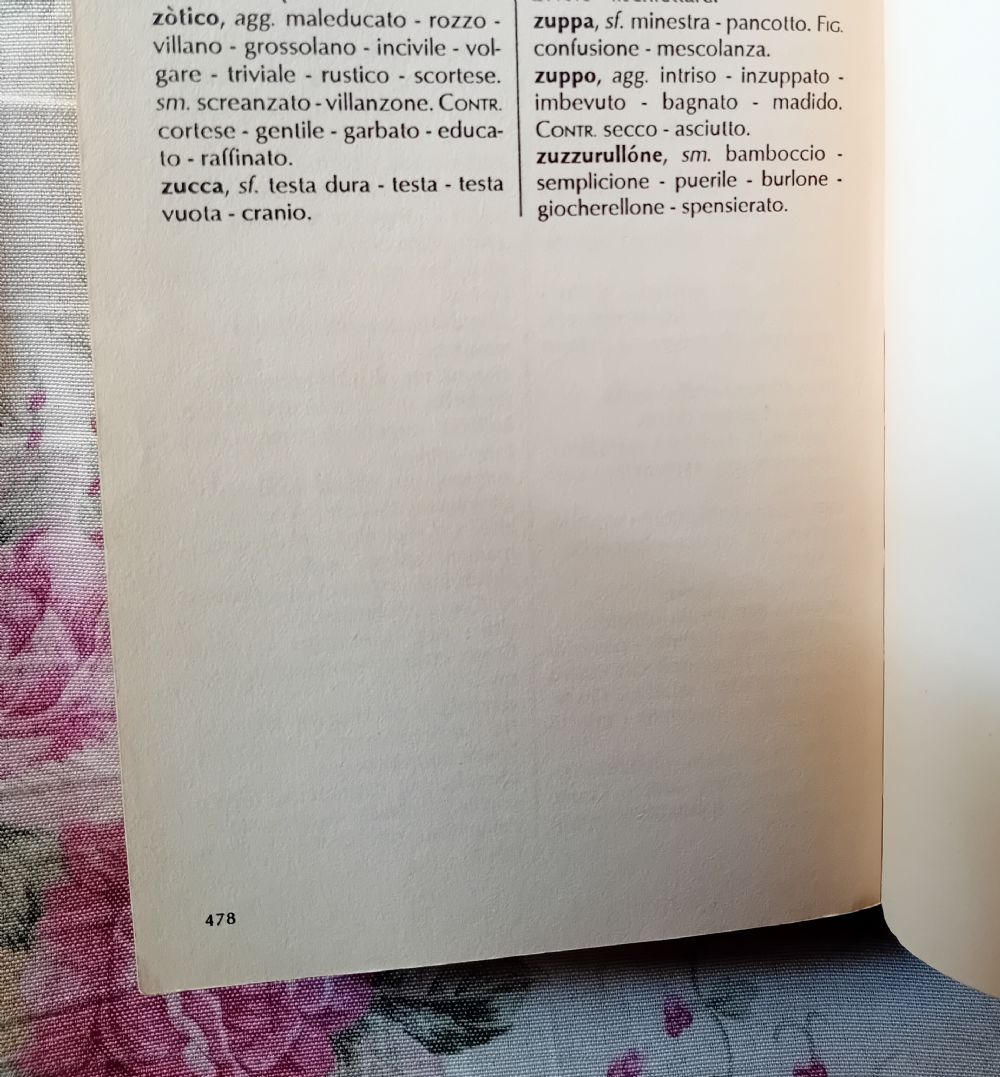 zòtico, agg. maleducato - rozzo -
villano - grossolano - incivile - vol-
gare - triviale - rustico - scortese.
sm. screanzato - villanzone. CONTR.
cortese - gentile - garbato - educa-
to - raffinato.
zucca, sf. testa dura - testa - testa
vuota - cranio.
zuppa, sf. minestra - pancotto. FIG.
confusione - mescolanza.
zuppo, agg. intriso - inzuppato -
imbevuto - bagnato - madido.
CONTR. secco - asciutto.
zuzzurullóne, sm. bamboccio -
semplicione - puerile - burlone -
giocherellone - spensierato.
478